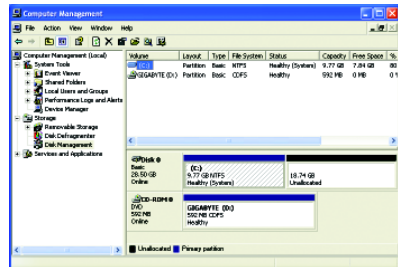 Computer Management
File Action View Window Help
Computer Management (Local)
System Tools
Event Viewer
Shared Folders
Local Users and Groups
Performance Logs and Alerts
Device Manager
Storage
Removable Storage
Disk Defragmenter
Disk Management
Services and Applications
Volume Layout Type File System Status Capacity Free Space %
(C:) Partition Basic NTFS Healthy (System) 9.77 GB 7.84 GB 80
GIGABYTE (D:) Partition Basic CDFS Healthy 592 MB 0 MB 0 %
Disk 0
Basic
28.50 GB
Online
(C:)
9.77 GB NTFS
Healthy (System)
18.74 GB
Unallocated
CD-ROM 0
DVD
592 MB
Online
GIGABYTE (D:)
592 MB CDFS
Healthy
Unallocated Primary partition